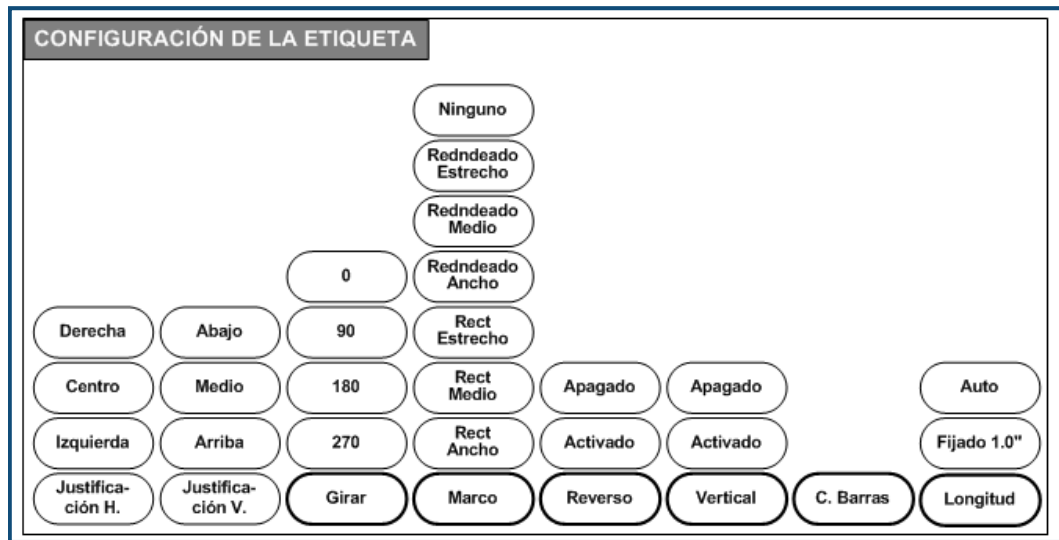 CONFIGURACIÓN DE LA ETIQUETA
Ninguno
Redndeado
Estrecho
Redndeado
Medio
0
Redndeado
Ancho
Derecha
Abajo
90
Rect
Estrecho
Centro
Medio
180
Rect
Medio
Apagado
Apagado
Auto
Izquierda
Arriba
270
Rect
Ancho
Activado
Activado
Fijado 1.0"
Justifica-
ción H.
Justifica-
ción V.
Girar
Marco
Reverso
Vertical
C. Barras
Longitud